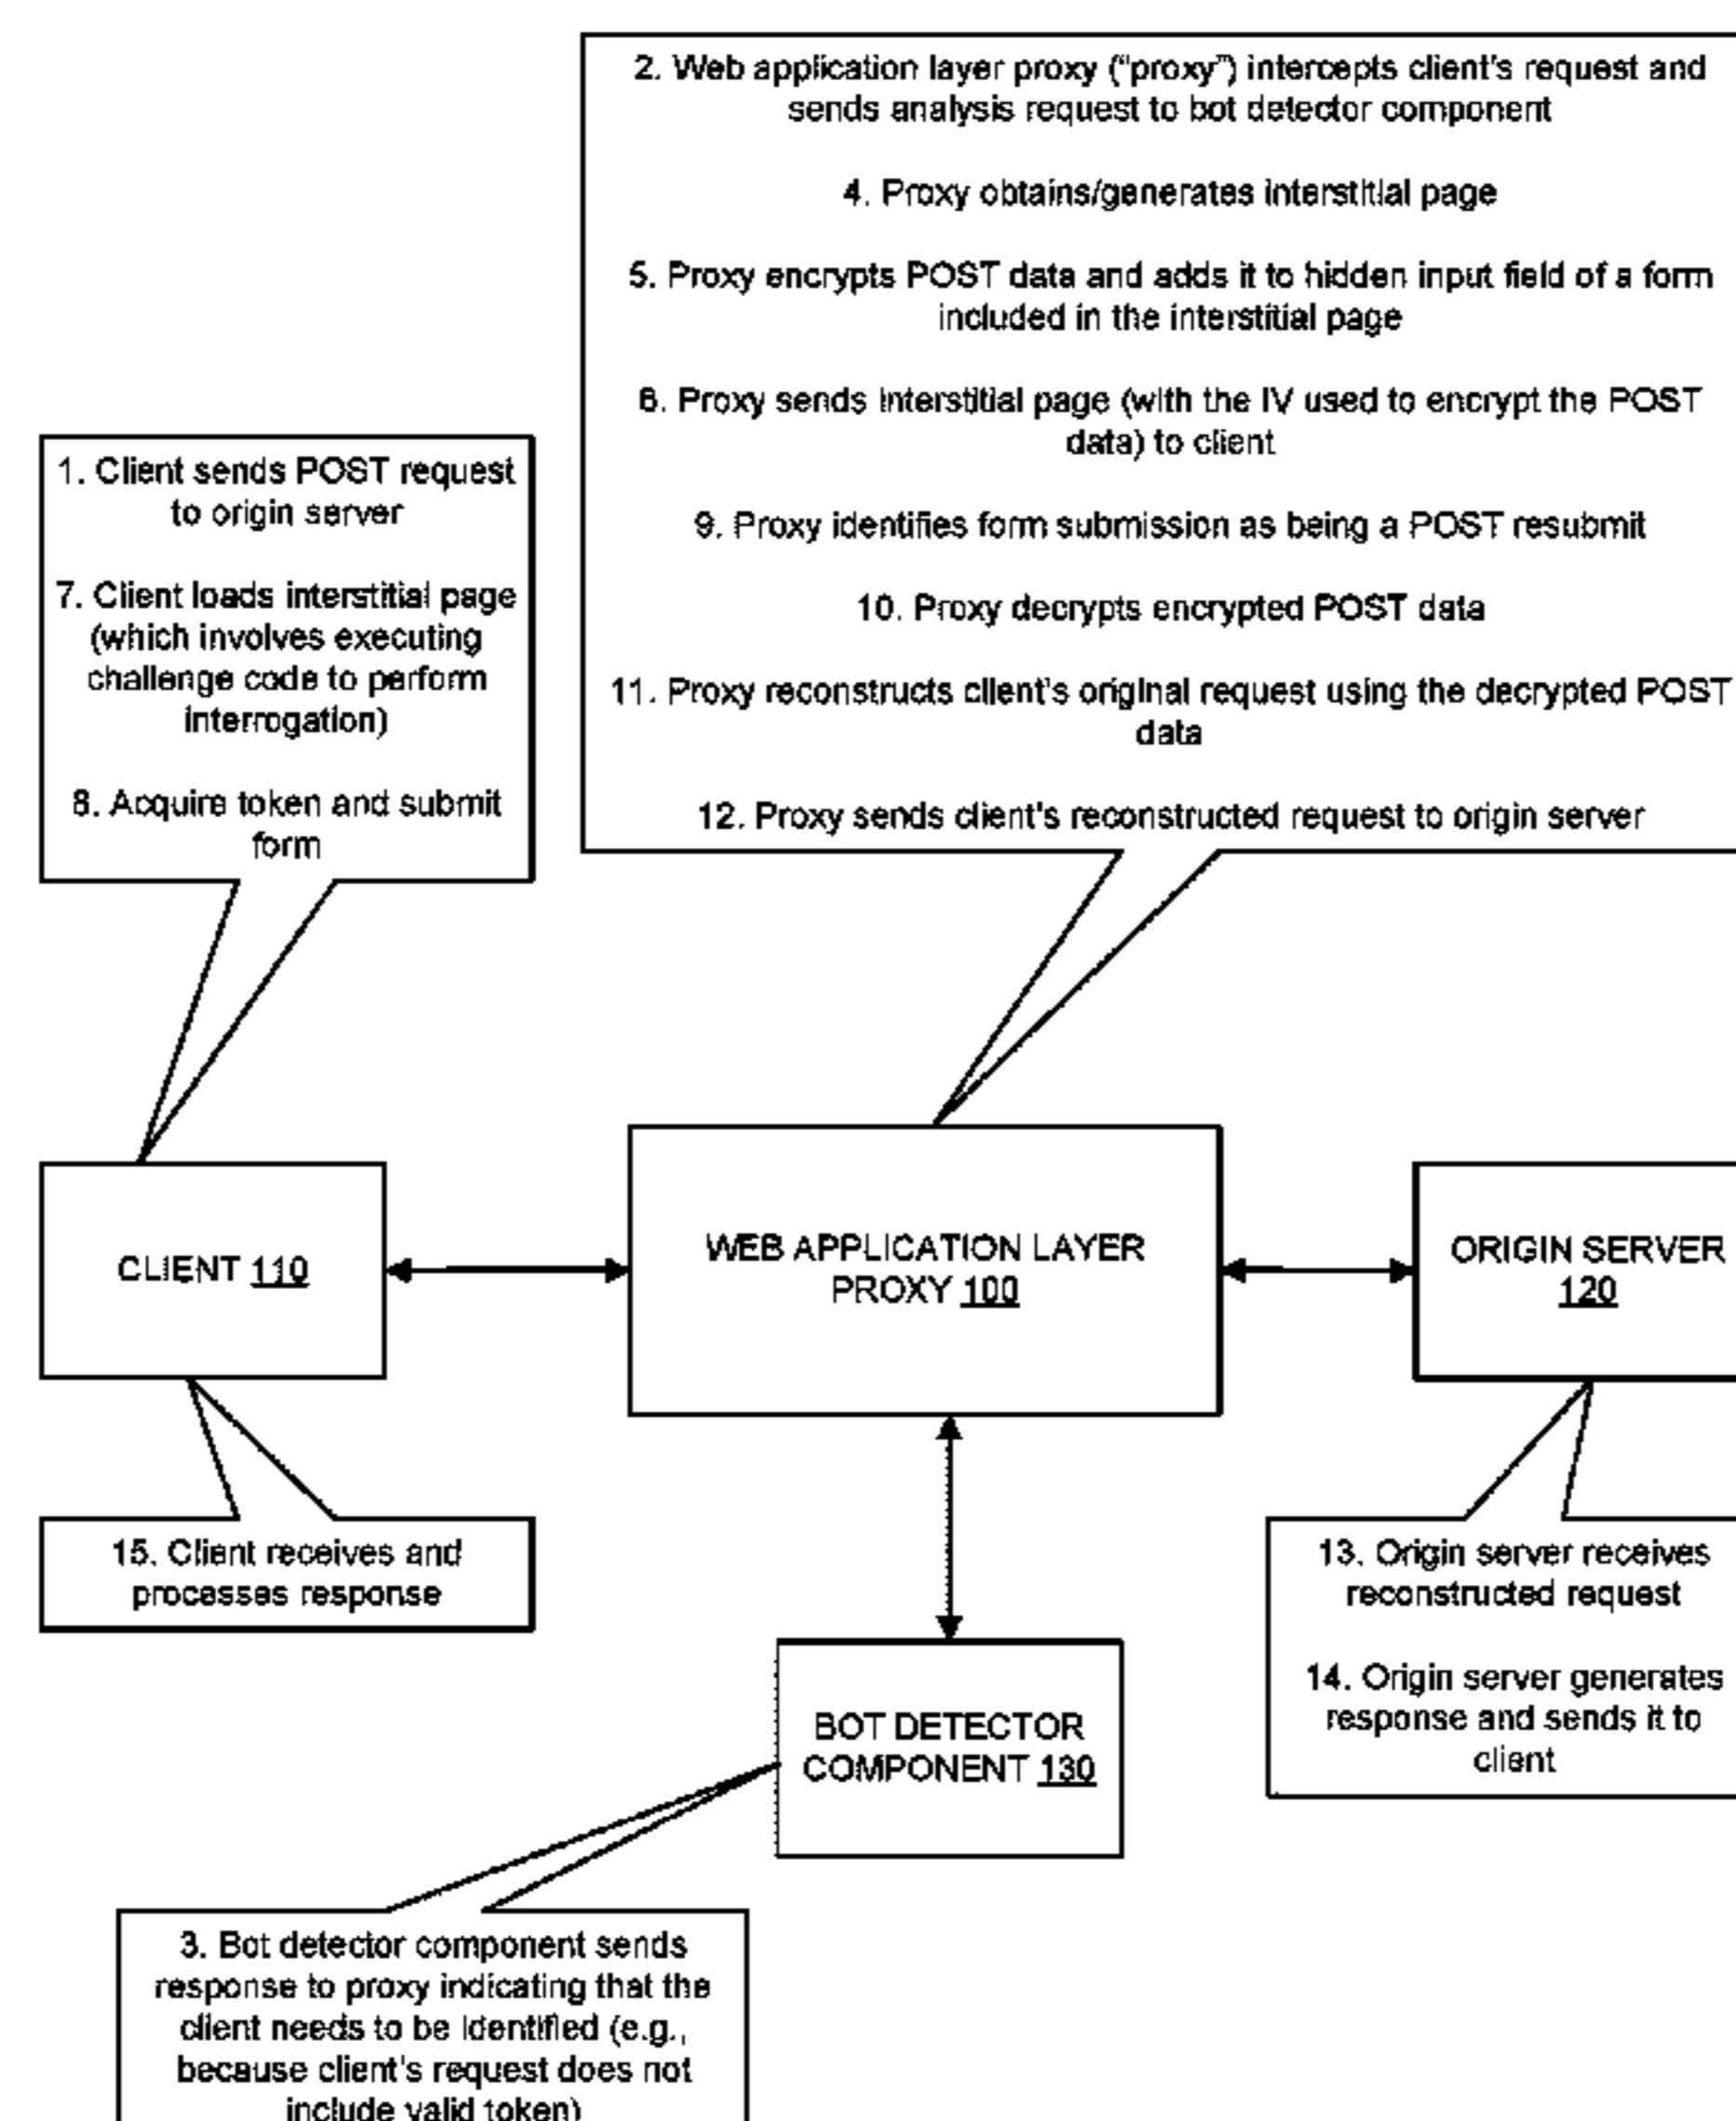 2. Web application layer proxy ("proxy") intercepts client's request and
sends analysis request to bot detector component
4. Proxy obtains/generates interstitial page
5. Proxy encrypts POST data and adds it to hidden input field of a form
included in the interstitial page
6. Proxy sends interstitial page (with the IV used to encrypt the POST
data) to client
9. Proxy identifies form submission as being a POST resubmit
10. Proxy decrypts encrypted POST data
11. Proxy reconstructs client's original request using the decrypted POST
data
12. Proxy sends client's reconstructed request to origin server
1. Client sends POST request
to origin server
7. Client loads interstitial page
(which involves executing
challenge code to perform
interrogation)
8. Acquire token and submit
form
CLIENT 110
WEB APPLICATION LAYER
PROXY 100
ORIGIN SERVER
120
15. Client receives and
processes response
13. Origin server receives
reconstructed request
14. Origin server generates
response and sends it to
client
BOT DETECTOR
COMPONENT 130
3. Bot detector component sends
response to proxy indicating that the
client needs to be identified (e.g.,
because client's request does not
include valid token)